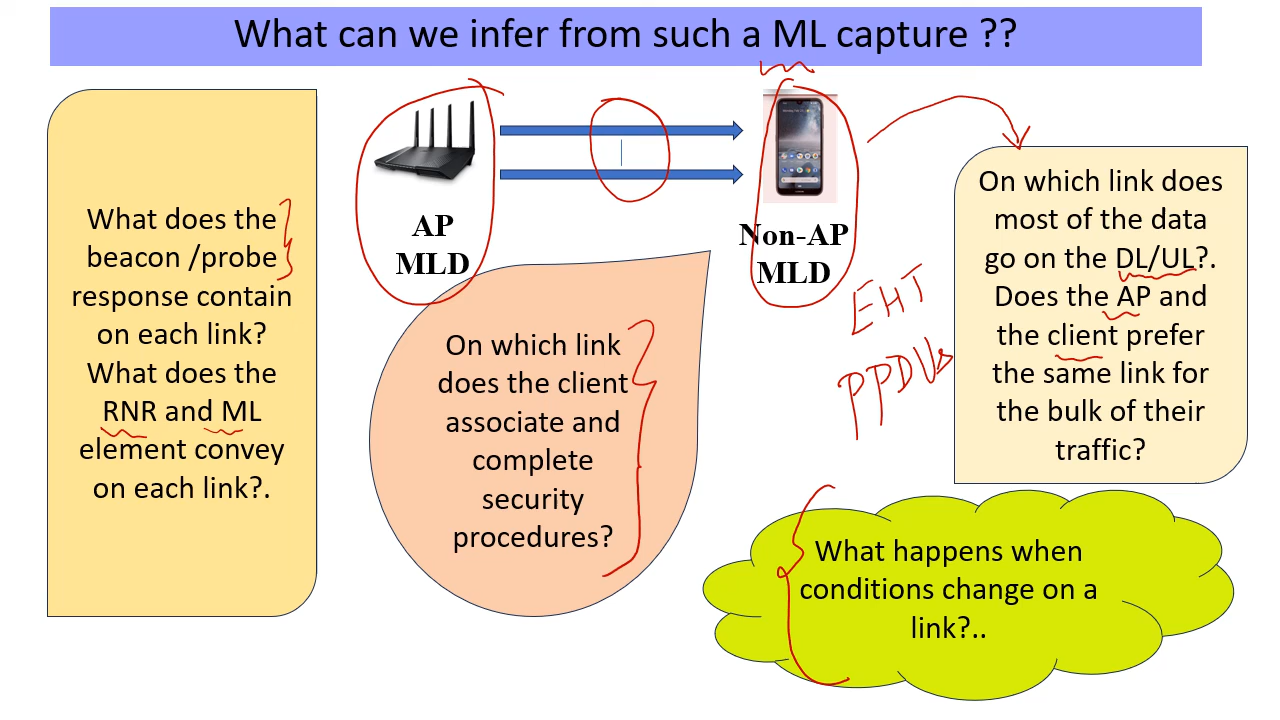 What can we infer from such a ML capture ??
What does the
beacon /probe
response contain
on each link?
What does the
RNR and ML
element convey
on each link?.
AP
MLD
Non-AP
MLD
On which link
does the client
associate and
complete
security
procedures?
EHT
PPDUs
On which link does
most of the data
go on the DL/UL?.
Does the AP and
the client prefer
the same link for
the bulk of their
traffic?
What happens when
conditions change on a
link?..